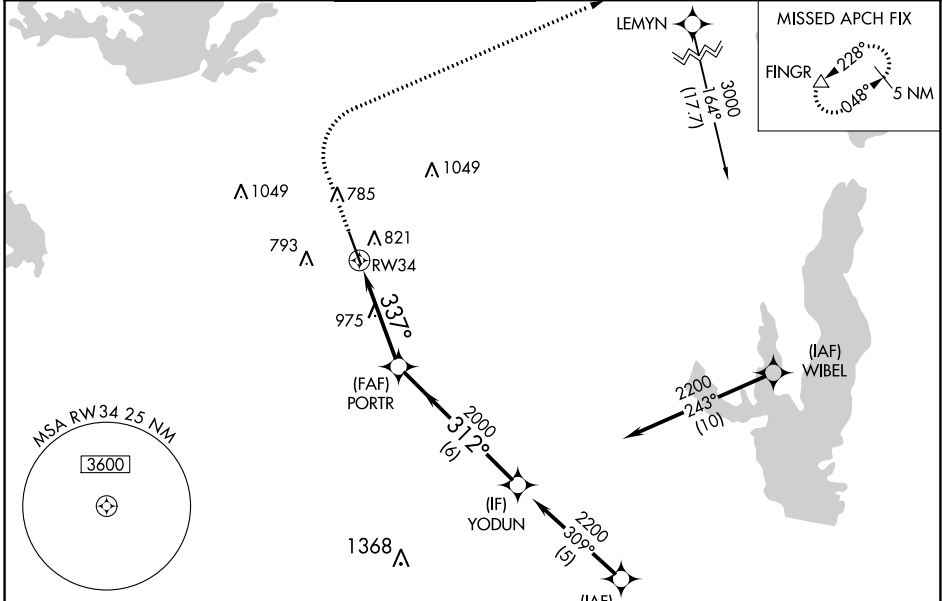 LEMYN
3000
164°
(17.7)
MISSED APCH FIX
FINGR
228°
048°
5 NM
1049
785
1049
793
821
RW34
975
337°
(FAF)
PORTR
2000
312°
(6)
(IAF)
WIBEL
2200
243°
(10)
MSA RW34 25 NM
3600
(IF)
YODUN
2200
309°
(5)
1368
(IAF)